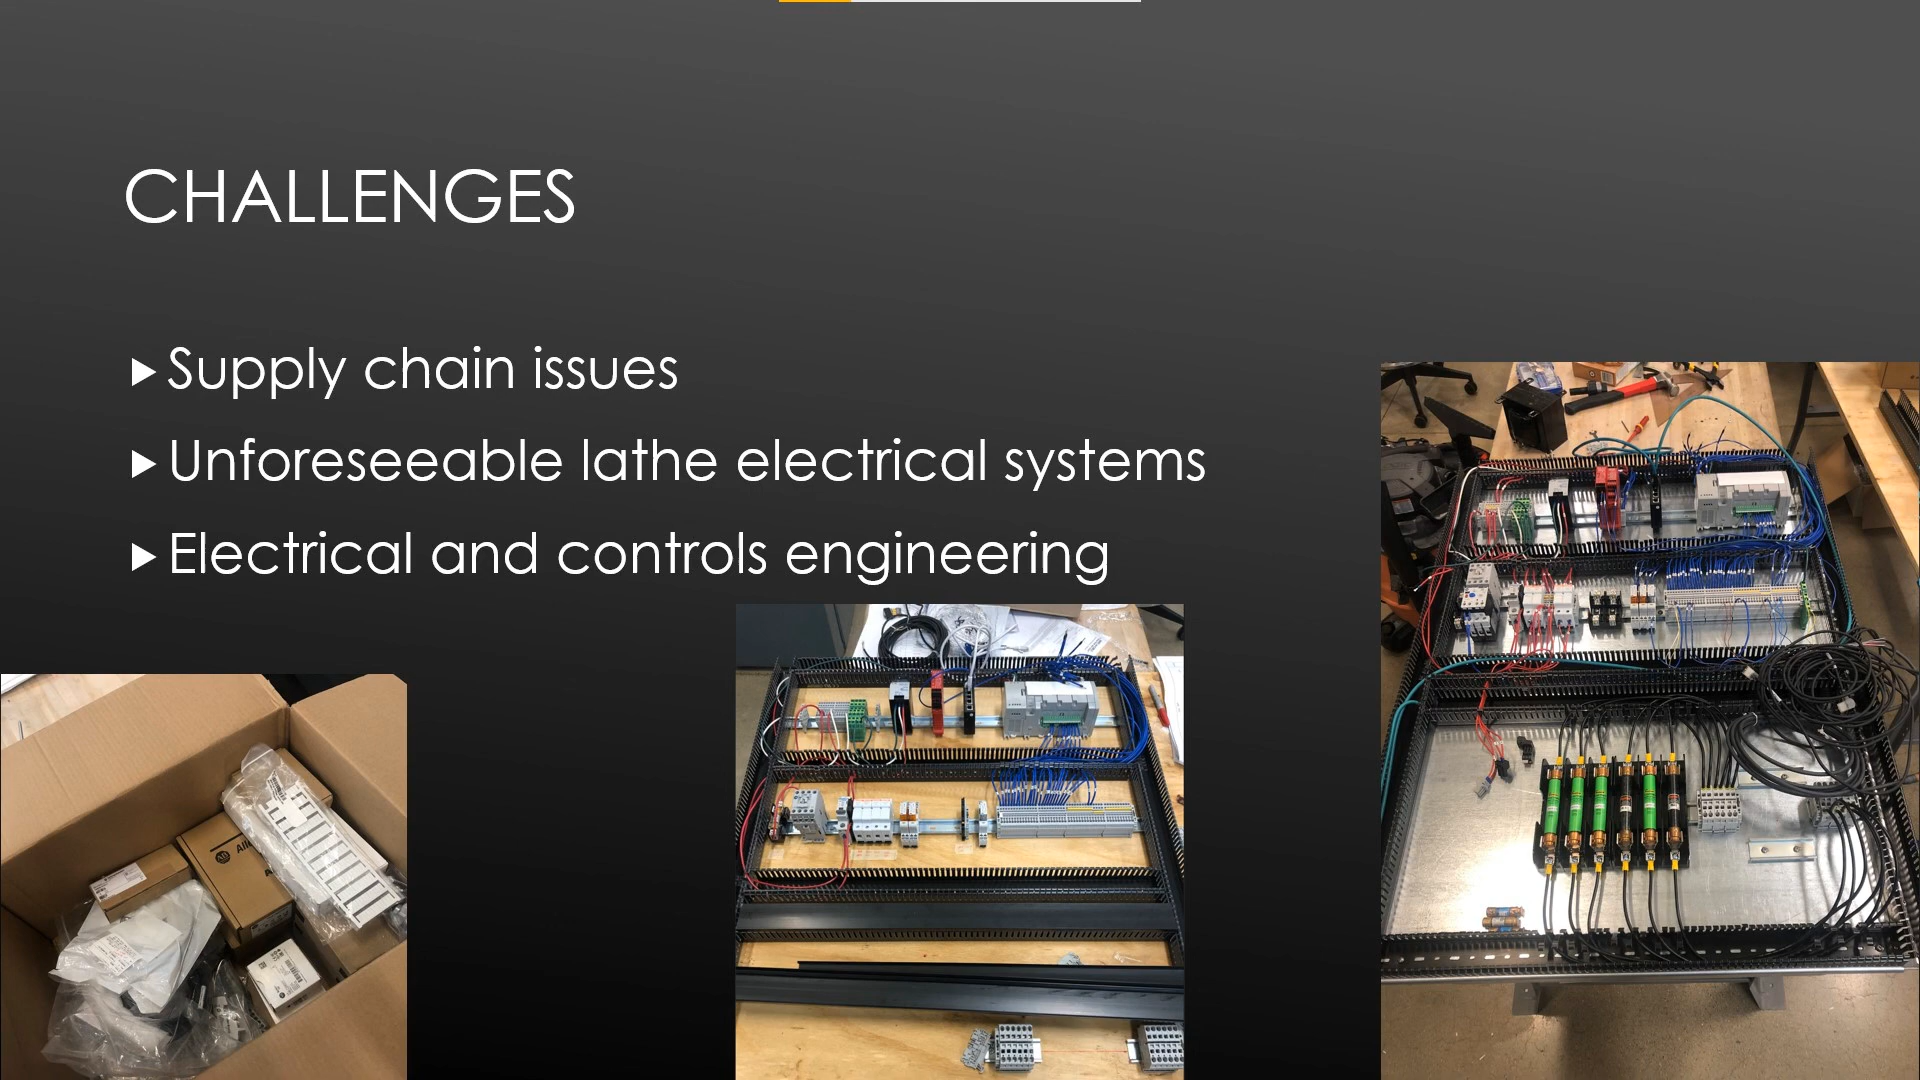 CHALLENGES
Supply chain issues
Unforeseeable lathe electrical systems
Electrical and controls engineering